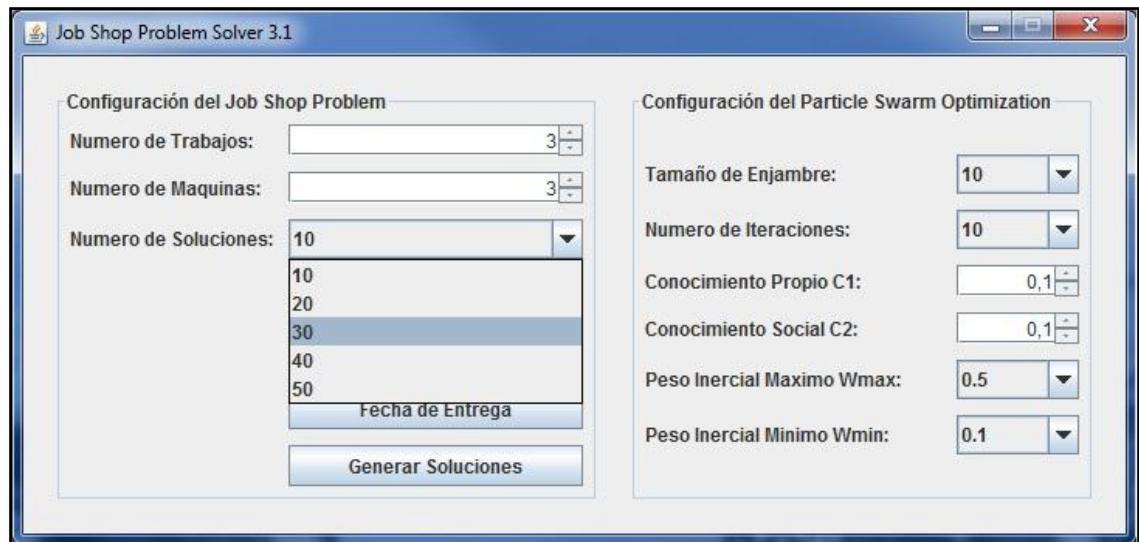 Job Shop Problem Solver 3.1
Configuración del Job Shop Problem
Numero de Trabajos: 3
Numero de Maquinas: 3
Numero de Soluciones: 10
10
20
30
40
50
Fecha de Entrega
Generar Soluciones
Configuración del Particle Swarm Optimization
Tamaño de Enjambre: 10
Numero de Iteraciones: 10
Conocimiento Propio C1: 0,1
Conocimiento Social C2: 0,1
Peso Inercial Maximo Wmax: 0.5
Peso Inercial Minimo Wmin: 0.1